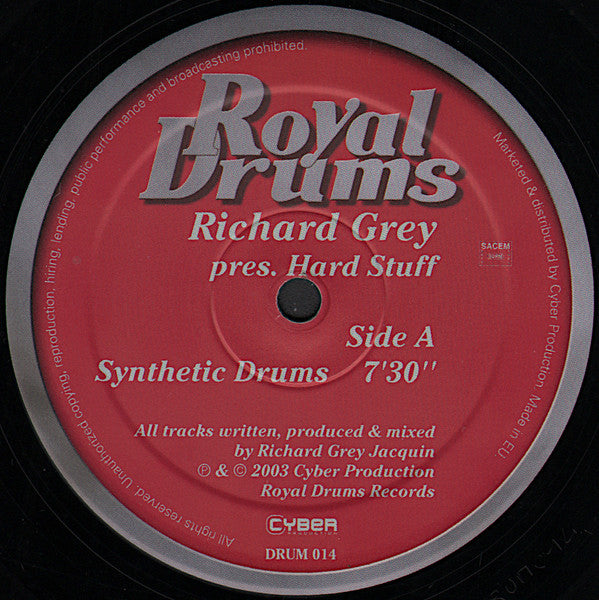 Royal
Drums
Richard Grey
pres. Hard Stuff
SACEM
Side A
Synthetic Drums 7'30"
All tracks written, produced & mixed
by Richard Grey Jacquin
℗ & © 2003 Cyber Production
Royal Drums Records
CYBER
PRODUCTION
DRUM 014
All rights reserved. Unauthorized copying, reproduction, hiring, lending, public performance and broadcasting prohibited.
Marketed & distributed by Cyber Production. Made in EU